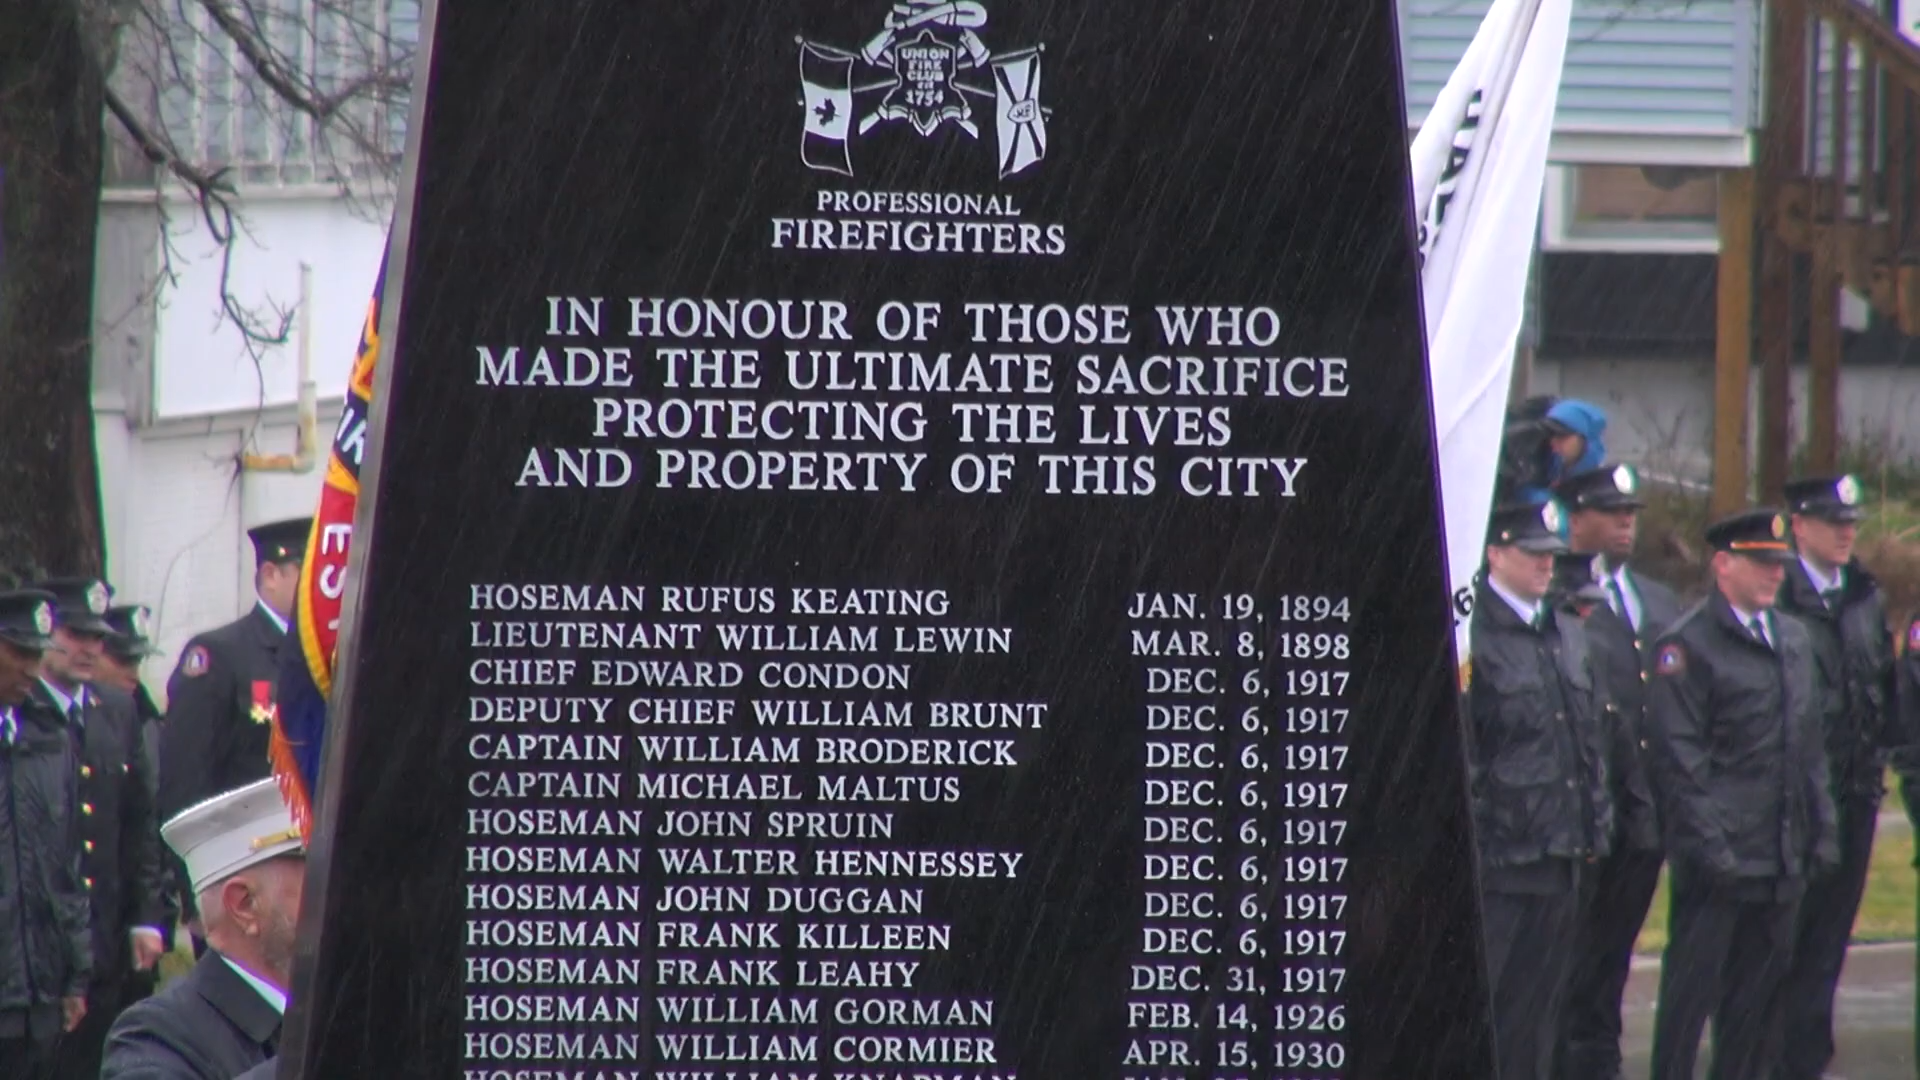 UNION
FIRE
CLUB
1754
PROFESSIONAL
FIREFIGHTERS
IN HONOUR OF THOSE WHO
MADE THE ULTIMATE SACRIFICE
PROTECTING THE LIVES
AND PROPERTY OF THIS CITY
HOSEMAN RUFUS KEATING JAN. 19, 1894
LIEUTENANT WILLIAM LEWIN MAR. 8, 1898
CHIEF EDWARD CONDON DEC. 6, 1917
DEPUTY CHIEF WILLIAM BRUNT DEC. 6, 1917
CAPTAIN WILLIAM BRODERICK DEC. 6, 1917
CAPTAIN MICHAEL MALTUS DEC. 6, 1917
HOSEMAN JOHN SPRUIN DEC. 6, 1917
HOSEMAN WALTER HENNESSEY DEC. 6, 1917
HOSEMAN JOHN DUGGAN DEC. 6, 1917
HOSEMAN FRANK KILLEEN DEC. 6, 1917
HOSEMAN FRANK LEAHY DEC. 31, 1917
HOSEMAN WILLIAM GORMAN FEB. 14, 1926
HOSEMAN WILLIAM CORMIER APR. 15, 1930
HOSEMAN WILLIAM